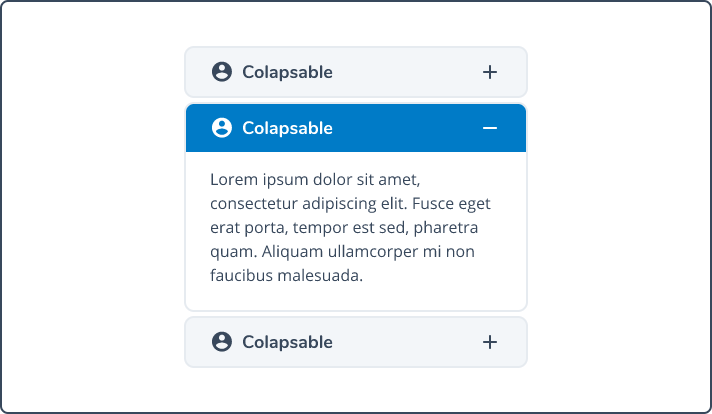 Colapsable
Colapsable
Lorem ipsum dolor sit amet,
consectetur adipiscing elit. Fusce eget
erat porta, tempor est sed, pharetra
quam. Aliquam ullamcorper mi non
faucibus malesuada.
Colapsable